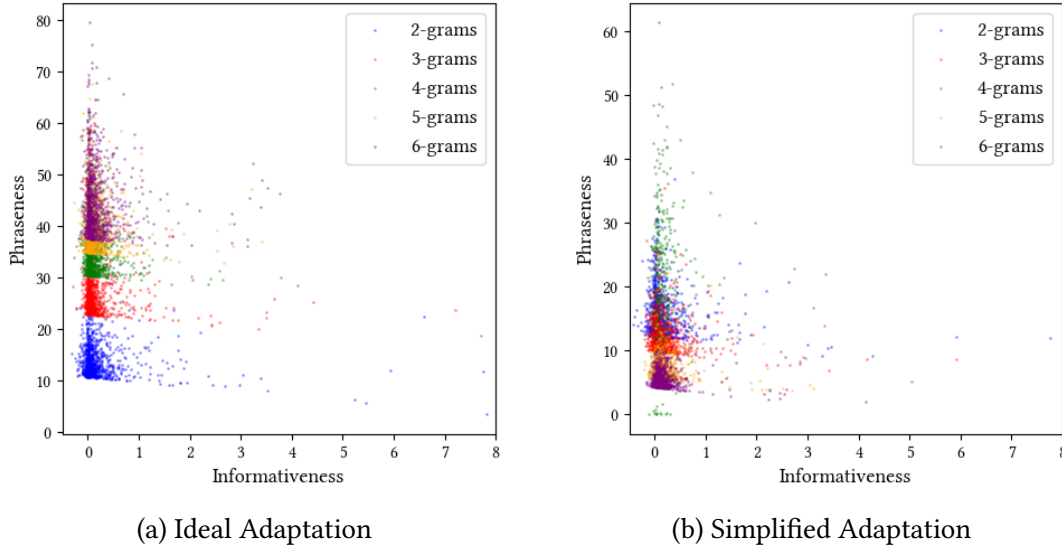 80
70
60
50
40
30
20
10
0
Phraseness
2-grams
3-grams
4-grams
5-grams
6-grams
0 1 2 3 4 5 6 7 8
Informativeness
(a) Ideal Adaptation
60
50
40
30
20
10
0
Phraseness
2-grams
3-grams
4-grams
5-grams
6-grams
0 1 2 3 4 5 6 7 8
Informativeness
(b) Simplified Adaptation